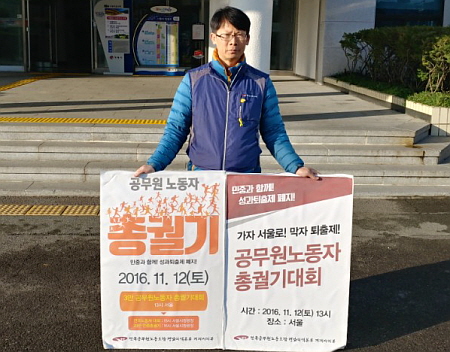 공무원 노동자
총궐기
민중과 함께! 성과퇴출제 폐지!
2016. 11. 12(토)
민중과 함께!
성과퇴출제 폐지!
가자 서울로! 막자 퇴출제!
공무원노동자
총궐기대회
시간 : 2016. 11. 12(토) 13시
장소 : 서울